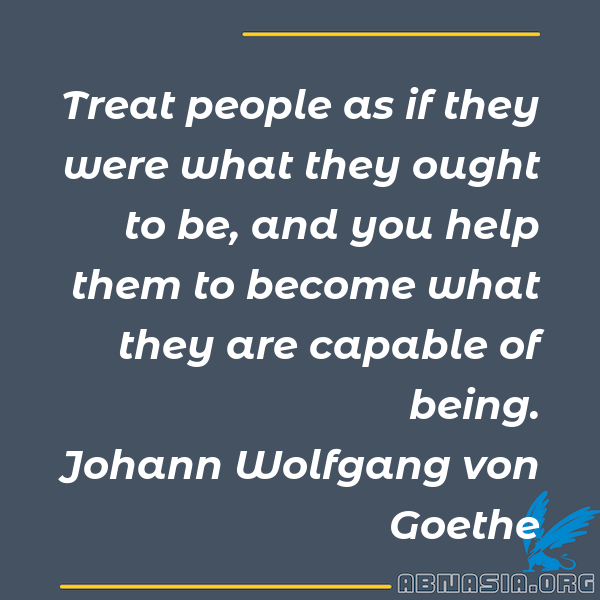 Treat people as if they
were what they ought
to be, and you help
them to become what
they are capable of
being.
Johann Wolfgang von
Goethe
ABNASIA.ORG